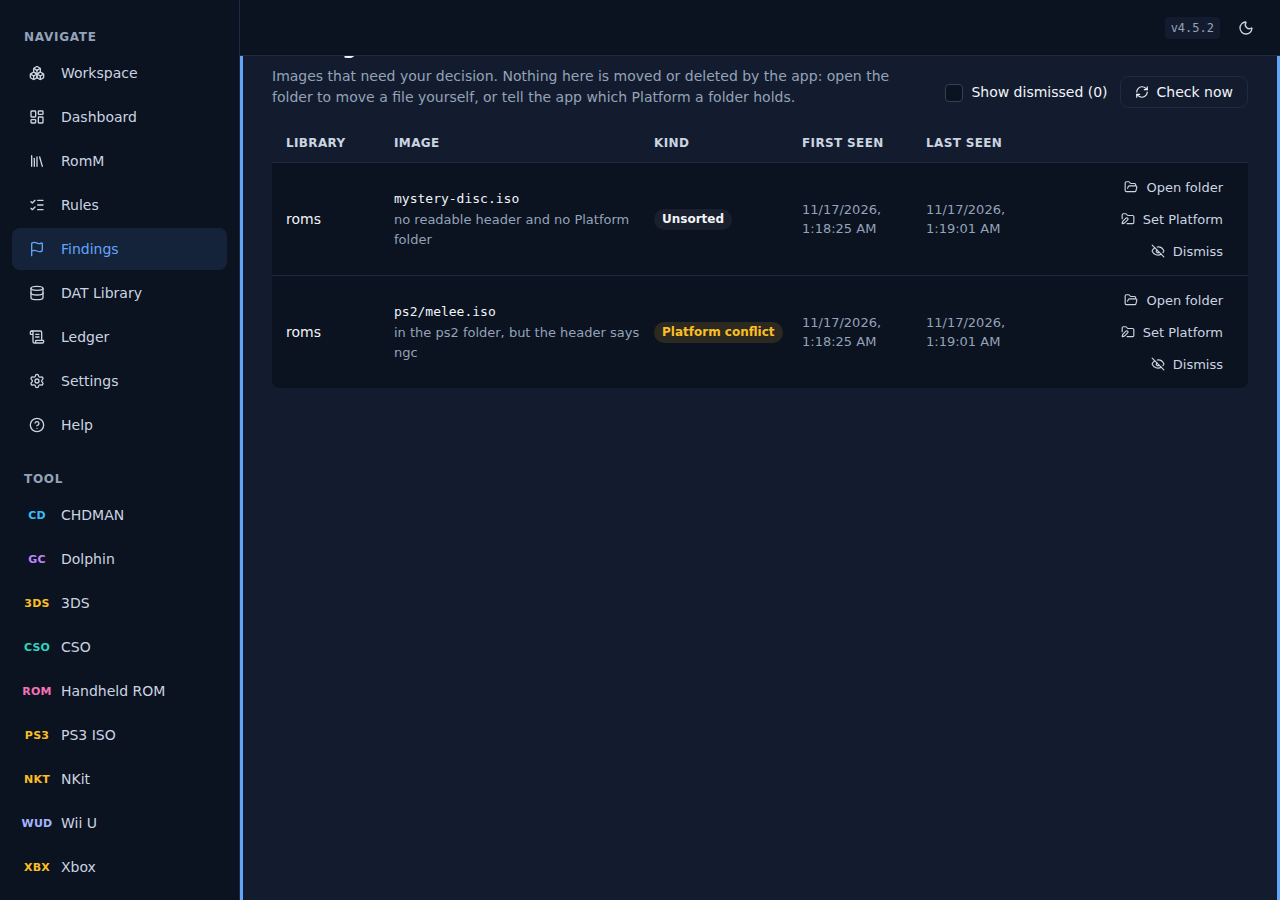 NAVIGATE
Workspace
Dashboard
RomM
Rules
Findings
DAT Library
Ledger
Settings
Help
TOOL
CD CHDMAN
GC Dolphin
3DS 3DS
CSO CSO
ROM Handheld ROM
PS3 PS3 ISO
NKT NKit
WUD Wii U
XBX Xbox
v4.5.2
Images that need your decision. Nothing here is moved or deleted by the app: open the
folder to move a file yourself, or tell the app which Platform a folder holds.
Show dismissed (0)
Check now
LIBRARY IMAGE KIND FIRST SEEN LAST SEEN
roms
mystery-disc.iso
no readable header and no Platform
folder
Unsorted
11/17/2026,
1:18:25 AM
11/17/2026,
1:19:01 AM
Open folder
Set Platform
Dismiss
roms
ps2/melee.iso
in the ps2 folder, but the header says
ngc
Platform conflict
11/17/2026,
1:18:25 AM
11/17/2026,
1:19:01 AM
Open folder
Set Platform
Dismiss